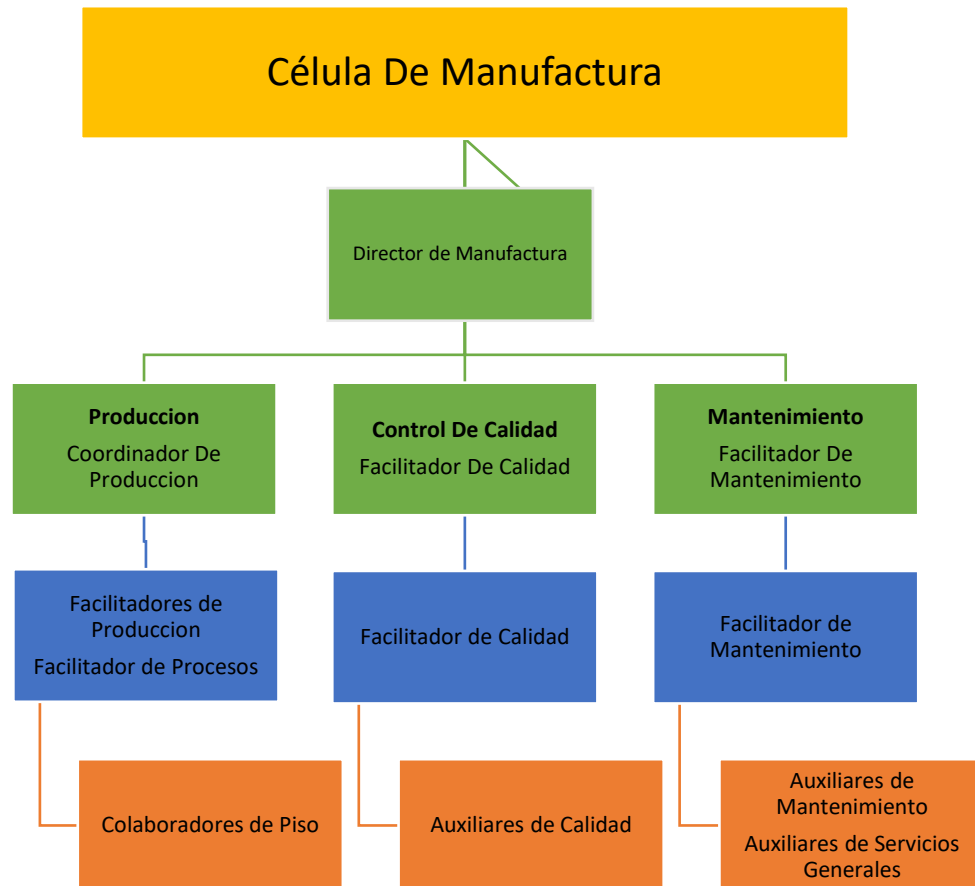 Célula De Manufactura
Director de Manufactura
Produccion
Coordinador De
Produccion
Control De Calidad
Facilitador De Calidad
Mantenimiento
Facilitador De
Mantenimiento
Facilitadores de
Produccion
Facilitador de Procesos
Facilitador de Calidad
Facilitador de
Mantenimiento
Colaboradores de Piso
Auxiliares de Calidad
Auxiliares de
Mantenimiento
Auxiliares de Servicios
Generales